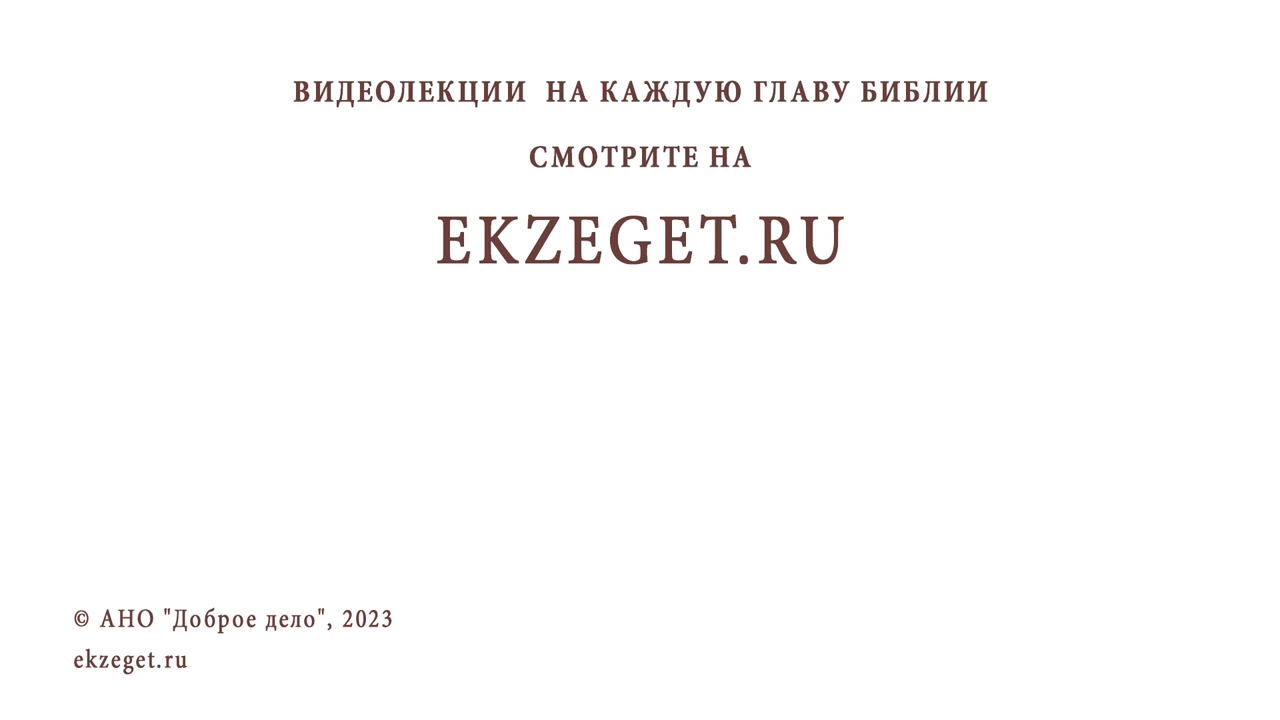 ВИДЕОЛЕКЦИИ НА КАЖДУЮ ГЛАВУ БИБЛИИ
СМОТРИТЕ НА
EKZEGET.RU
© АНО "Доброе дело", 2023
ekzeget.ru